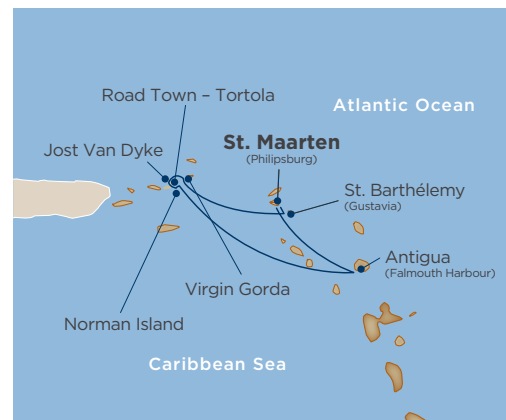 Road Town – Tortola
Atlantic Ocean
Jost Van Dyke
St. Maarten
(Philipsburg)
St. Barthélemy
(Gustavia)
Antigua
(Falmouth Harbour)
Virgin Gorda
Norman Island
Caribbean Sea